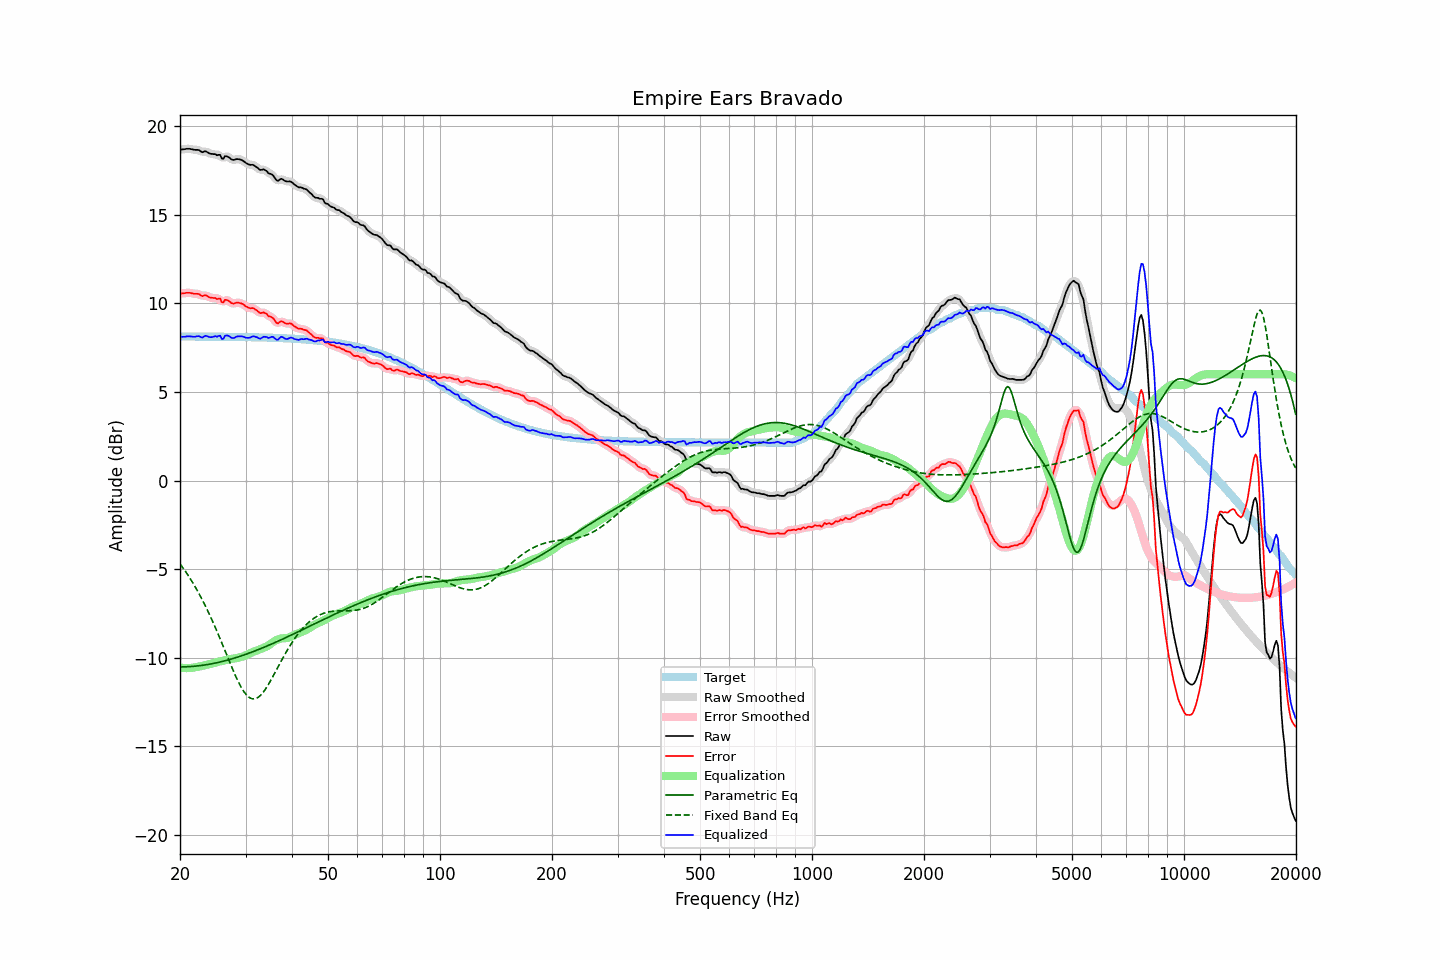 Empire Ears Bravado
Amplitude (dBr)
20
15
10
5
0
−5
−10
−15
−20
Target
Raw Smoothed
Error Smoothed
Raw
Error
Equalization
Parametric Eq
Fixed Band Eq
Equalized
20 50 100 200 500 1000 2000 5000 10000 20000
Frequency (Hz)